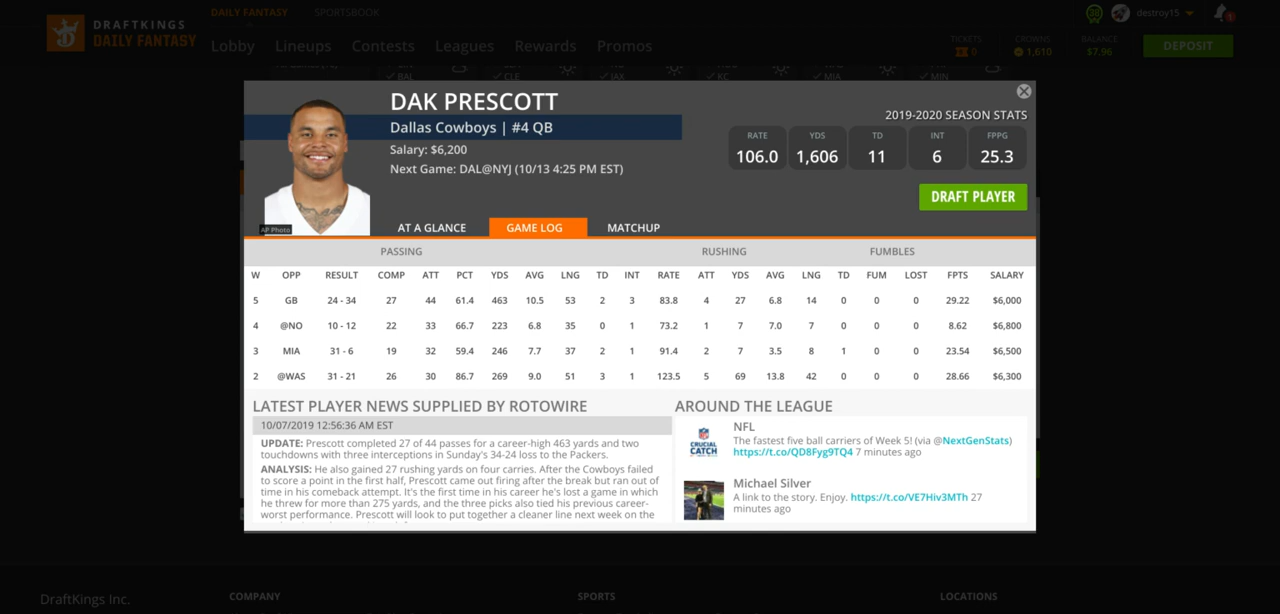 DAILY FANTASY SPORTSBOOK
DRAFTKINGS
DAILY FANTASY
Lobby Lineups Contests Leagues Rewards Promos
38 destroy15 1
TICKETS CROWNS BALANCE
0 1,610 $7.96
DEPOSIT
BAL CLE JAX KC MIA MIN
DAK PRESCOTT
Dallas Cowboys | #4 QB
Salary: $6,200
Next Game: DAL@NYJ (10/13 4:25 PM EST)
2019-2020 SEASON STATS
RATE YDS TD INT FPPG
106.0 1,606 11 6 25.3
DRAFT PLAYER
AP Photo
AT A GLANCE GAME LOG MATCHUP
PASSING RUSHING FUMBLES
W OPP RESULT COMP ATT PCT YDS AVG LNG TD INT RATE ATT YDS AVG LNG TD FUM LOST FPTS SALARY
5 GB 24 - 34 27 44 61.4 463 10.5 53 2 3 83.8 4 27 6.8 14 0 0 0 29.22 $6,000
4 @NO 10 - 12 22 33 66.7 223 6.8 35 0 1 73.2 1 7 7.0 7 0 0 0 8.62 $6,800
3 MIA 31 - 6 19 32 59.4 246 7.7 37 2 1 91.4 2 7 3.5 8 1 0 0 23.54 $6,500
2 @WAS 31 - 21 26 30 86.7 269 9.0 51 3 1 123.5 5 69 13.8 42 0 0 0 28.66 $6,300
LATEST PLAYER NEWS SUPPLIED BY ROTOWIRE
10/07/2019 12:56:36 AM EST
UPDATE: Prescott completed 27 of 44 passes for a career-high 463 yards and two
touchdowns with three interceptions in Sunday's 34-24 loss to the Packers.
ANALYSIS: He also gained 27 rushing yards on four carries. After the Cowboys failed
to score a point in the first half, Prescott came out firing after the break but ran out of
time in his comeback attempt. It's the first time in his career he's lost a game in which
he threw for more than 275 yards, and the three picks also tied his previous career-
worst performance. Prescott will look to put together a cleaner line next week on the
AROUND THE LEAGUE
CRUCIAL
CATCH
NFL
The fastest five ball carriers of Week 5! (via @NextGenStats)
https://t.co/QD8Fyg9TQ4 7 minutes ago
Michael Silver
A link to the story. Enjoy. https://t.co/VE7Hiv3MTh 27
minutes ago
DraftKings Inc. COMPANY SPORTS LOCATIONS